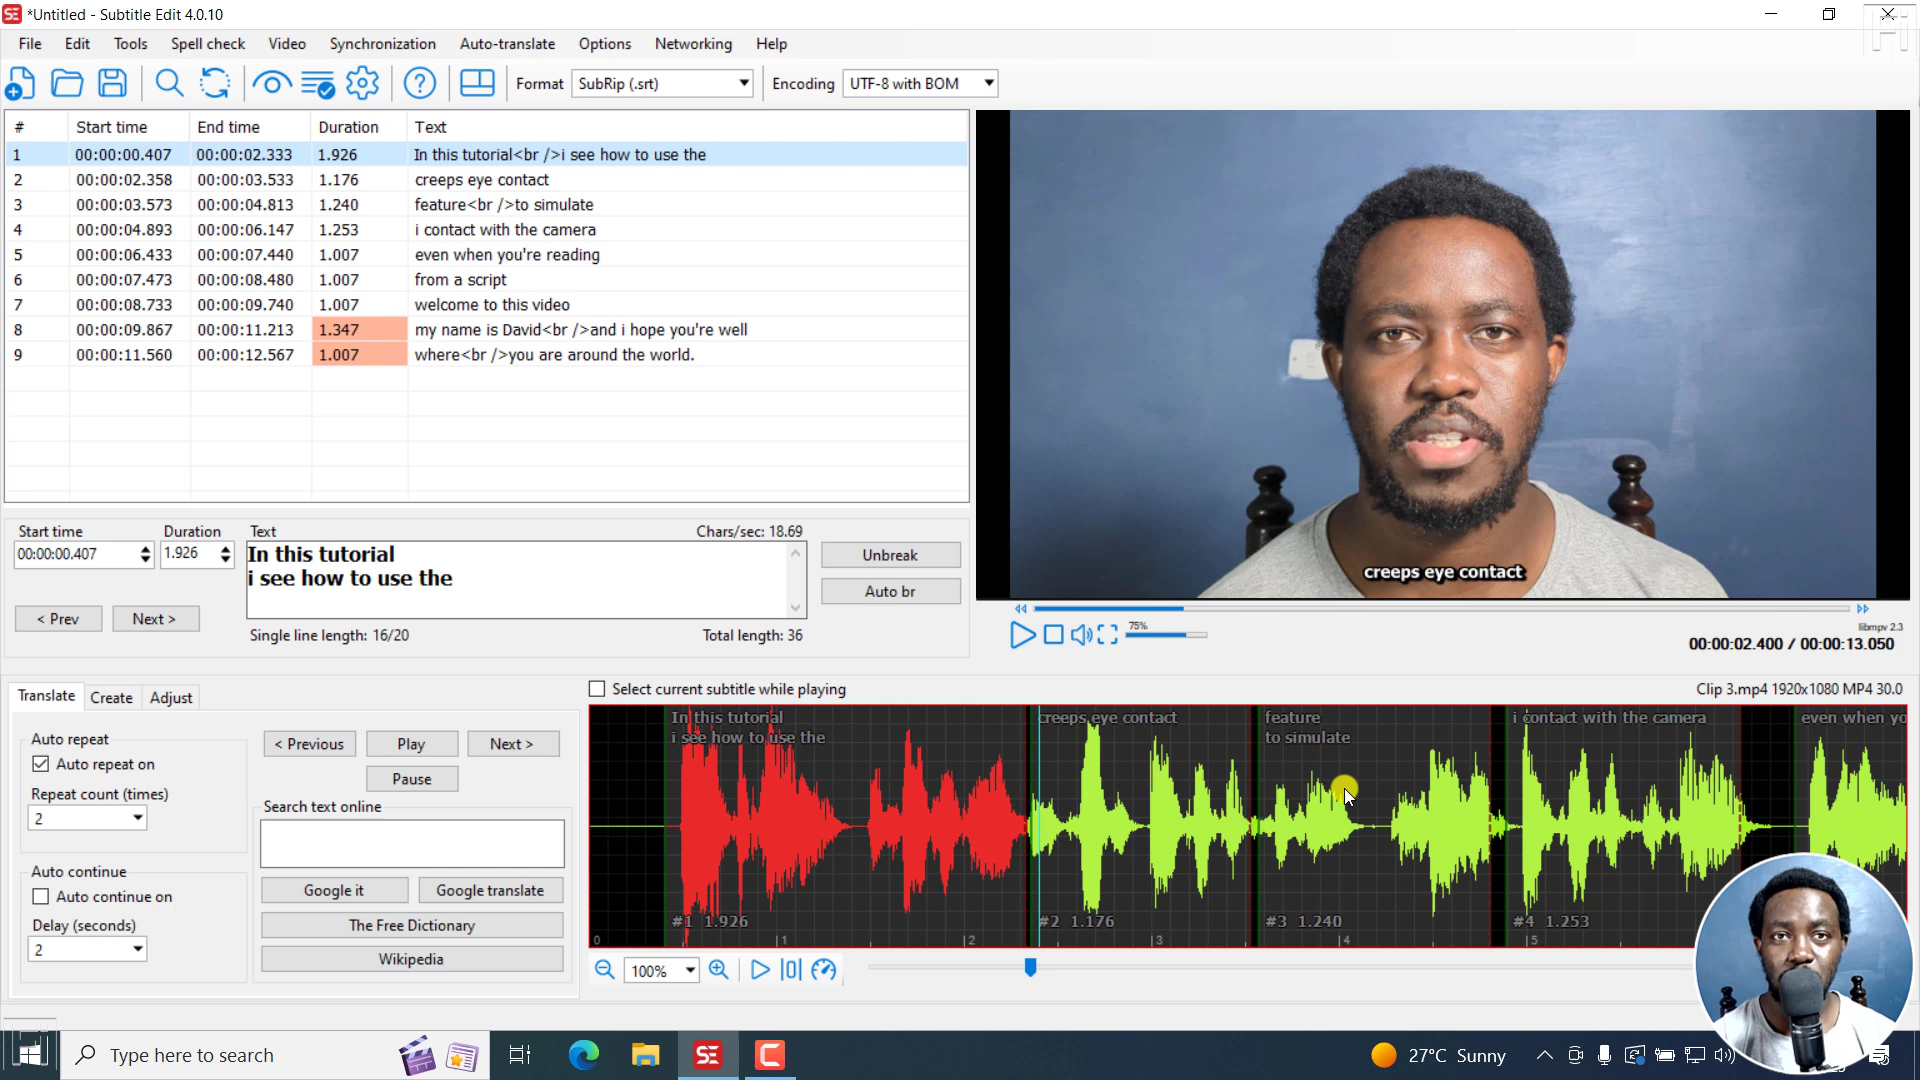 *Untitled - Subtitle Edit 4.0.10
File Edit Tools Spell check Video Synchronization Auto-translate Options Networking Help
Format SubRip (.srt) Encoding UTF-8 with BOM
# Start time End time Duration Text
1 00:00:00.407 00:00:02.333 1.926 In this tutorial<br />i see how to use the
2 00:00:02.358 00:00:03.533 1.176 creeps eye contact
3 00:00:03.573 00:00:04.813 1.240 feature<br />to simulate
4 00:00:04.893 00:00:06.147 1.253 i contact with the camera
5 00:00:06.433 00:00:07.440 1.007 even when you're reading
6 00:00:07.473 00:00:08.480 1.007 from a script
7 00:00:08.733 00:00:09.740 1.007 welcome to this video
8 00:00:09.867 00:00:11.213 1.347 my name is David<br />and i hope you're well
9 00:00:11.560 00:00:12.567 1.007 where<br />you are around the world.
creeps eye contact
Start time Duration Text Chars/sec: 18.69
00:00:00.407 1.926 In this tutorial
i see how to use the
Unbreak
Auto br
< Prev Next >
Single line length: 16/20 Total length: 36
75%
libmpv 2.3
00:00:02.400 / 00:00:13.050
Translate Create Adjust
Select current subtitle while playing
Clip 3.mp4 1920x1080 MP4 30.0
Auto repeat
Auto repeat on
Repeat count (times)
2
Auto continue
Auto continue on
Delay (seconds)
2
< Previous Play Next >
Pause
Search text online
Google it Google translate
The Free Dictionary
Wikipedia
In this tutorial
i see how to use the
creeps eye contact
feature
to simulate
i contact with the camera
even when yo
#1 1.926 #2 1.176 #3 1.240 #4 1.253
0 1 2 3 4 5
100%
Type here to search
SE
27°C Sunny